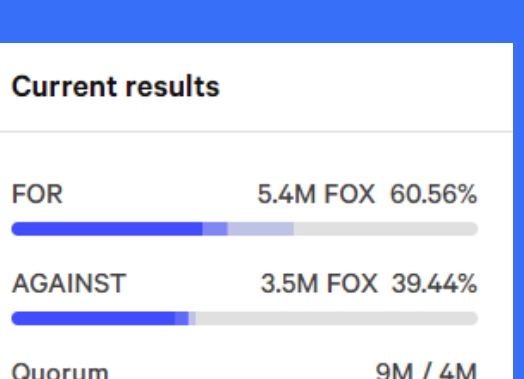 Current results
FOR 5.4M FOX 60.56%
AGAINST 3.5M FOX 39.44%
Quorum 9M / 4M